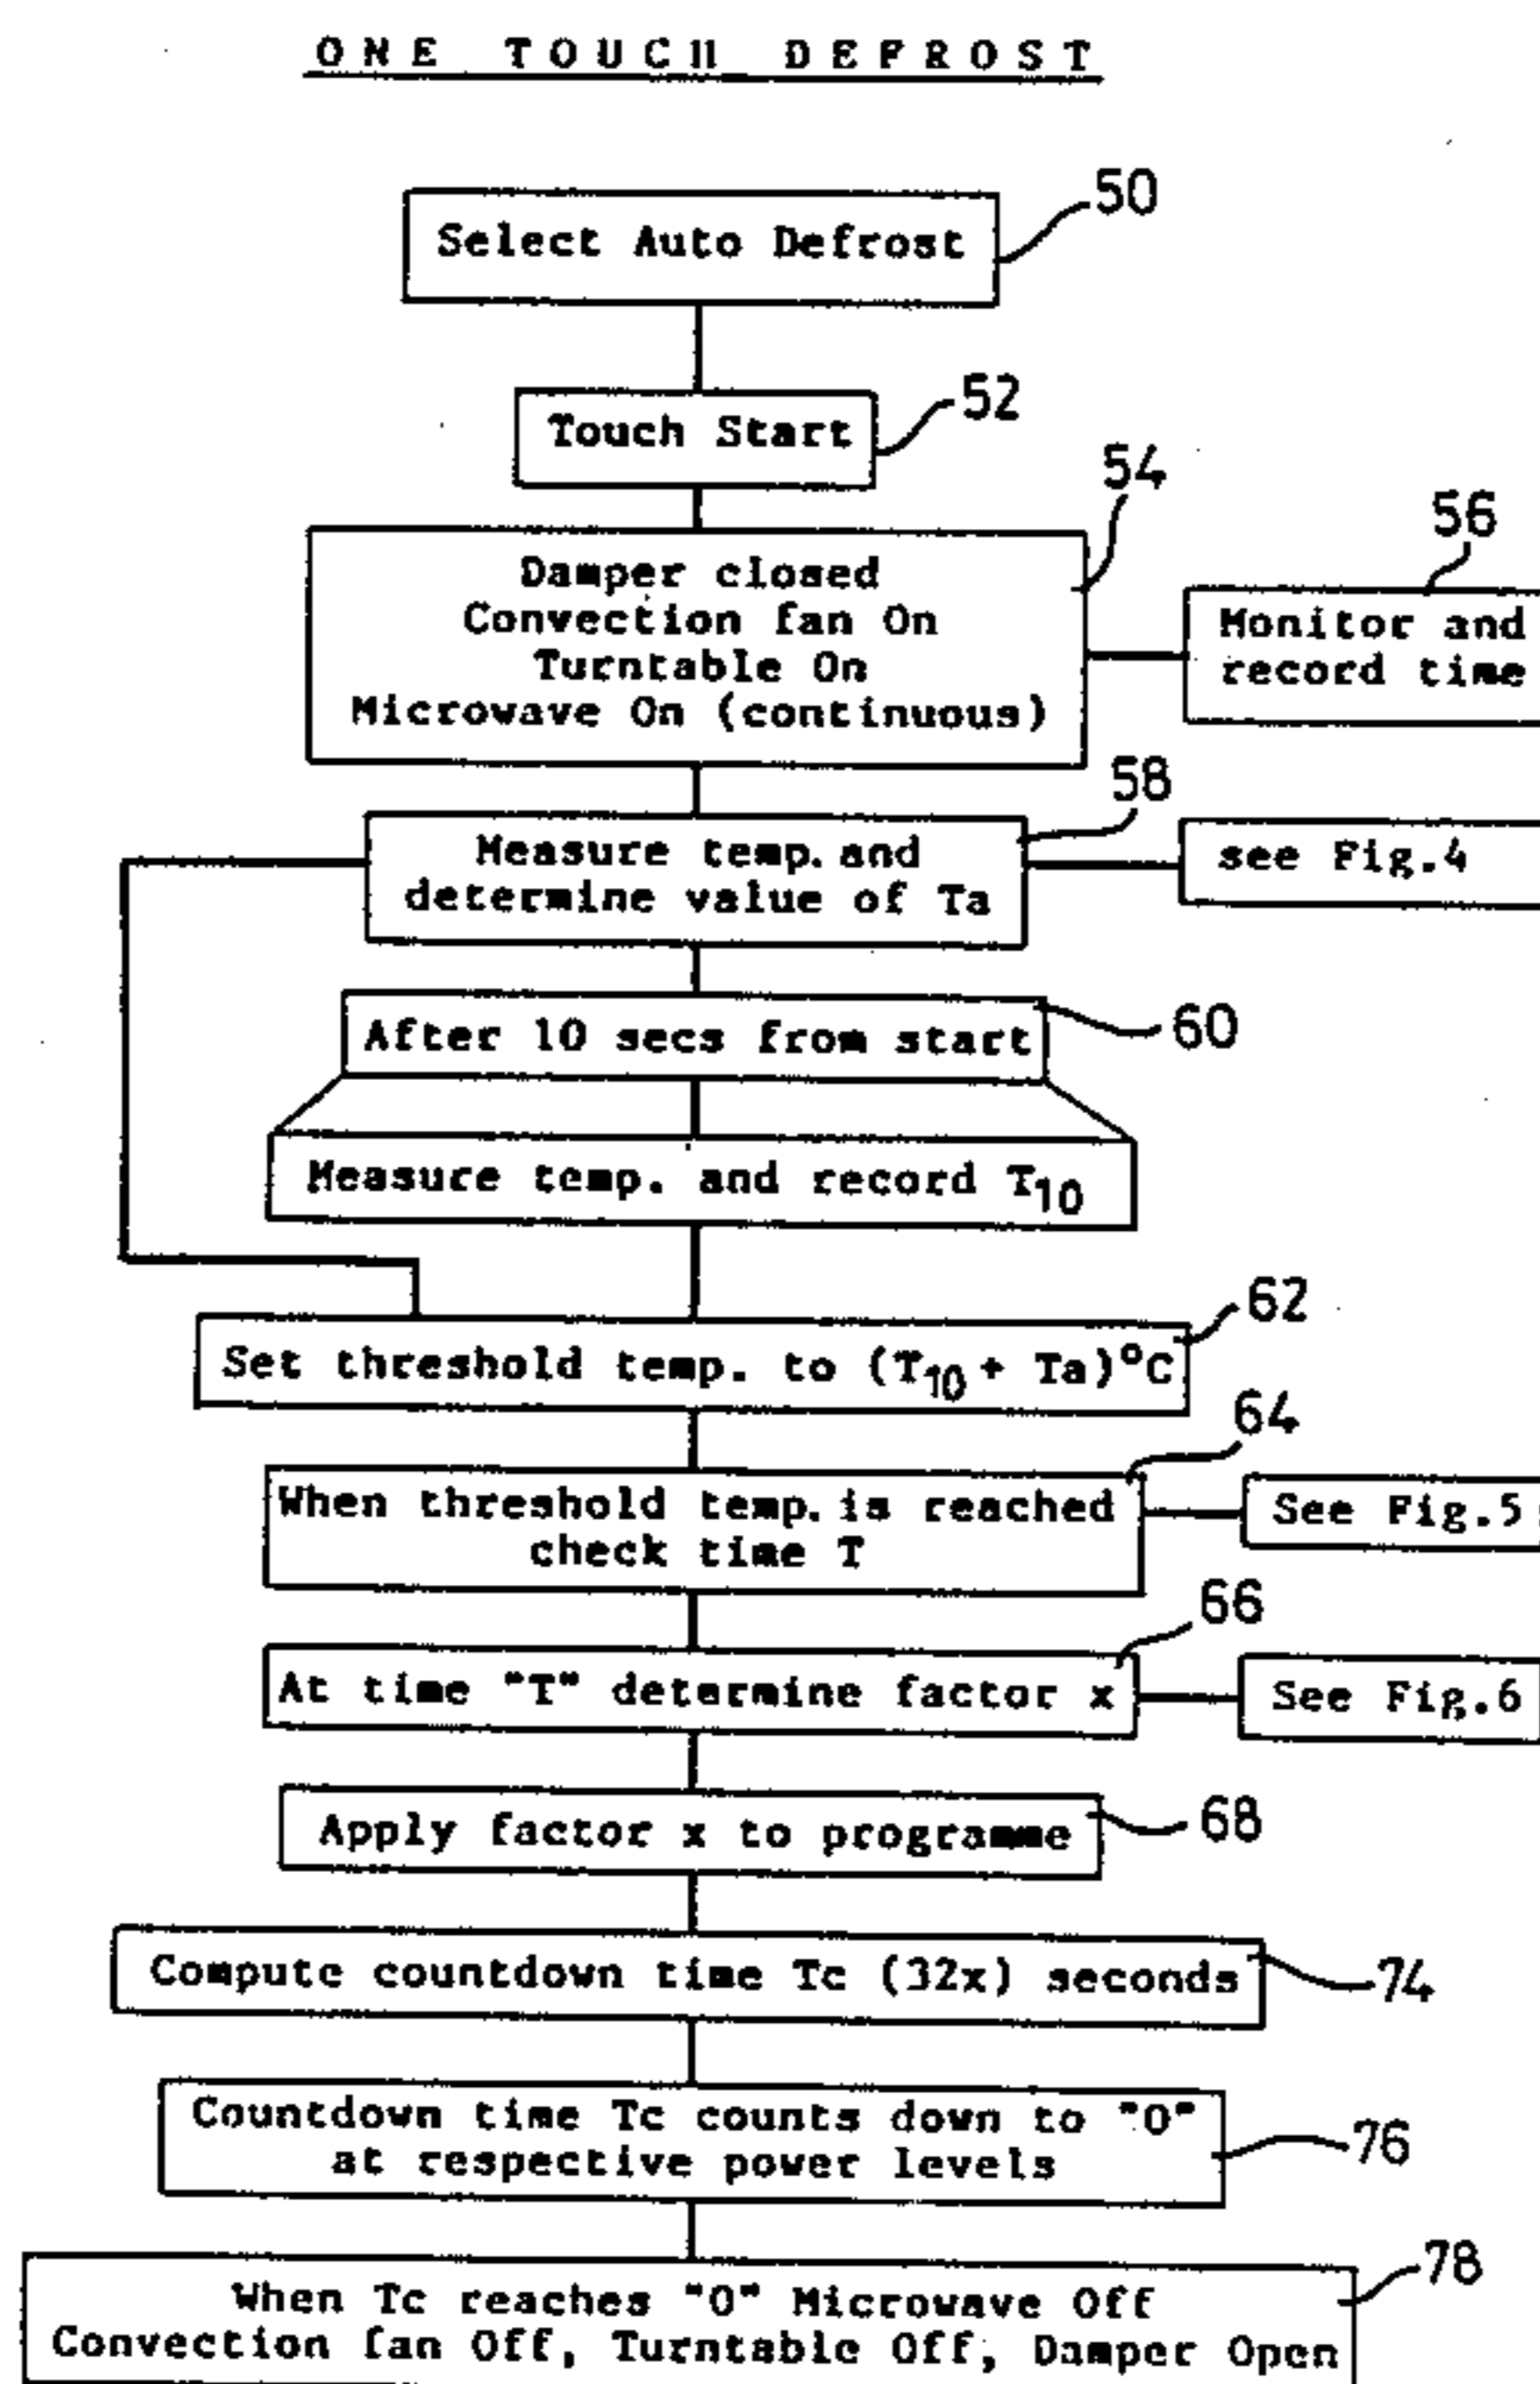 ONE TOUCH DEFROST
50
Select Auto Defrost
52
Touch Start
54
Damper closed
Convection fan On
Turntable On
Microwave On (continuous)
56
Monitor and
record time
58
Measure temp. and
determine value of Ta
see Fig.4
60
After 10 secs from start
Measure temp. and record T10
62
Set threshold temp. to (T10 + Ta)°C
64
When threshold temp. is reached
check time T
See Fig.5
66
At time "T" determine factor x
See Fig.6
68
Apply factor x to programme
74
Compute countdown time Tc (32x) seconds
76
Countdown time Tc counts down to "0"
at respective power levels
78
When Tc reaches "0" Microwave Off
Convection fan Off, Turntable Off, Damper Open